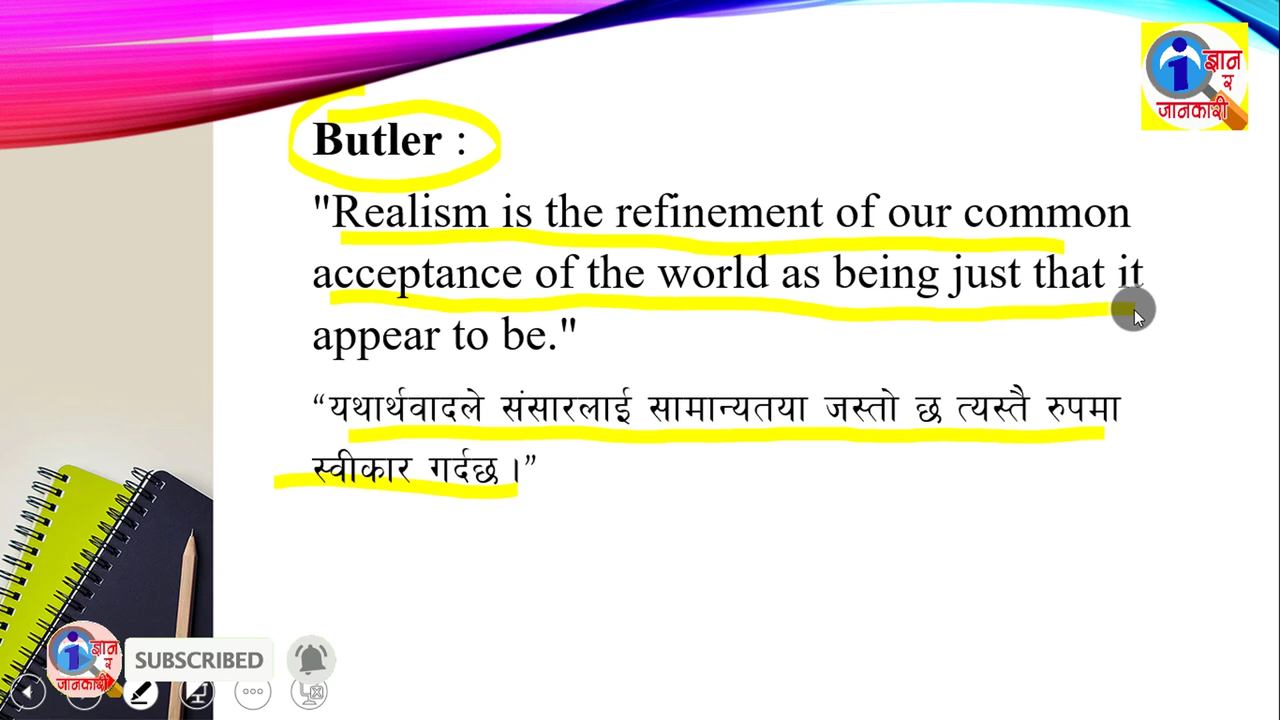 ज्ञान
र
जानकारी
Butler :
"Realism is the refinement of our common
acceptance of the world as being just that it
appear to be."
“यथार्थवादले संसारलाई सामान्यतया जस्तो छ त्यस्तै रुपमा
स्वीकार गर्दछ ।”
ज्ञान
र
जानकारी
SUBSCRIBED